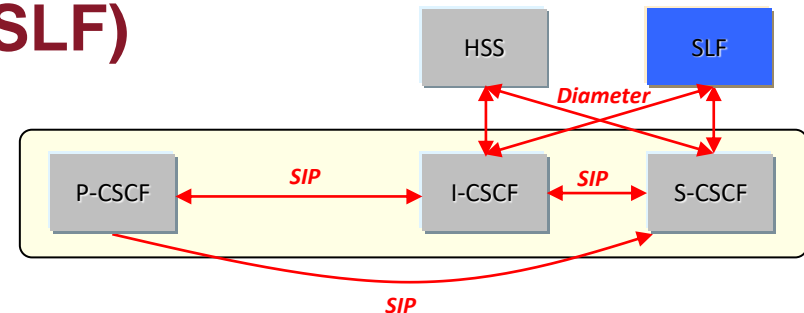 SLF)
HSS
SLF
Diameter
P-CSCF
SIP
I-CSCF
SIP
S-CSCF
SIP